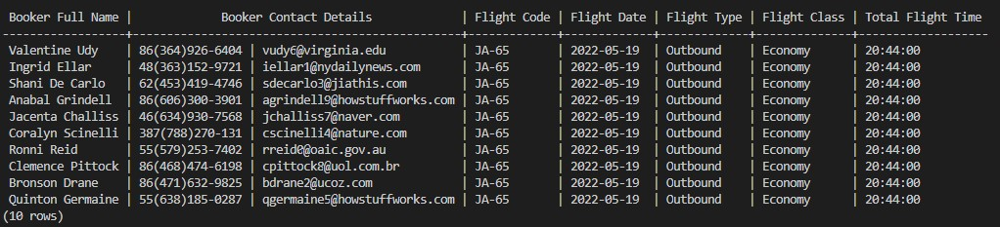 Booker Full Name | Booker Contact Details | Flight Code | Flight Date | Flight Type | Flight Class | Total Flight Time
Valentine Udy | 86(364)926-6404 | vudy6@virginia.edu | JA-65 | 2022-05-19 | Outbound | Economy | 20:44:00
Ingrid Ellar | 48(363)152-9721 | iellar1@nydailynews.com | JA-65 | 2022-05-19 | Outbound | Economy | 20:44:00
Shani De Carlo | 62(453)419-4746 | sdecarlo3@jiathis.com | JA-65 | 2022-05-19 | Outbound | Economy | 20:44:00
Anabal Grindell | 86(606)300-3901 | agrindell9@howstuffworks.com | JA-65 | 2022-05-19 | Outbound | Economy | 20:44:00
Jacenta Challiss | 46(634)930-7568 | jchalliss7@naver.com | JA-65 | 2022-05-19 | Outbound | Economy | 20:44:00
Coralyn Scinelli | 387(788)270-131 | cscinelli4@nature.com | JA-65 | 2022-05-19 | Outbound | Economy | 20:44:00
Ronni Reid | 55(579)253-7402 | rreid0@oaic.gov.au | JA-65 | 2022-05-19 | Outbound | Economy | 20:44:00
Clemence Pittock | 86(468)474-6198 | cpittock8@uol.com.br | JA-65 | 2022-05-19 | Outbound | Economy | 20:44:00
Bronson Drane | 86(471)632-9825 | bdrane2@ucoz.com | JA-65 | 2022-05-19 | Outbound | Economy | 20:44:00
Quinton Germaine | 55(638)185-0287 | qgermaine5@howstuffworks.com | JA-65 | 2022-05-19 | Outbound | Economy | 20:44:00
(10 rows)